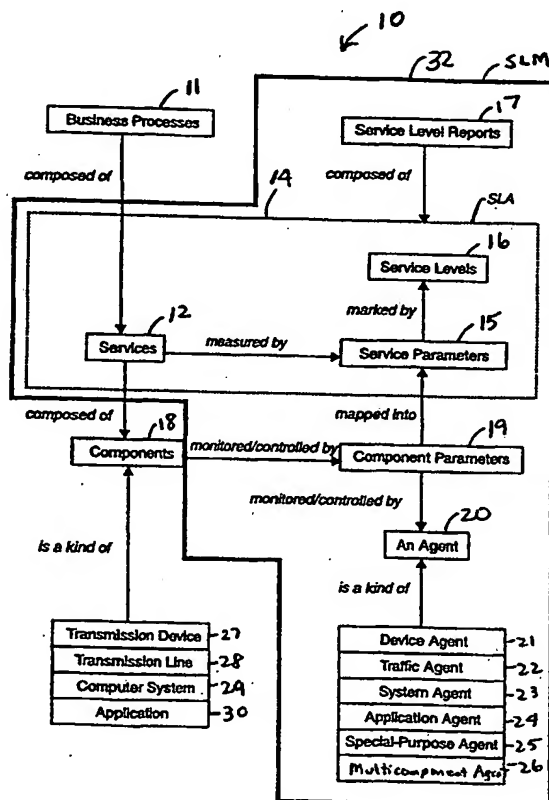 10
32 SLM
11 17
Business Processes Service Level Reports
composed of composed of
14 SLA
16
Service Levels
12 marked by 15
Services measured by Service Parameters
composed of mapped into
18 19
Components monitored/controlled by Component Parameters
monitored/controlled by
20
An Agent
is a kind of is a kind of
Transmission Device 27
Transmission Line 28
Computer System 29
Application 30
Device Agent 21
Traffic Agent 22
System Agent 23
Application Agent 24
Special-Purpose Agent 25
Multicomponent Agent 26